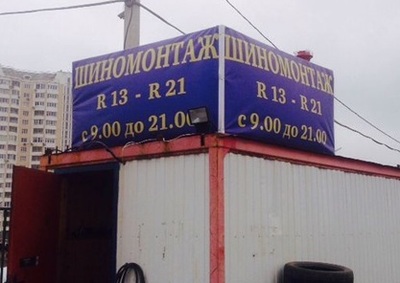 ШИНОМОНТАЖ
R 13 - R 21
с 9.00 до 21.00
ШИНОМОНТАЖ
R 13 - R 21
с 9.00 до 21.00